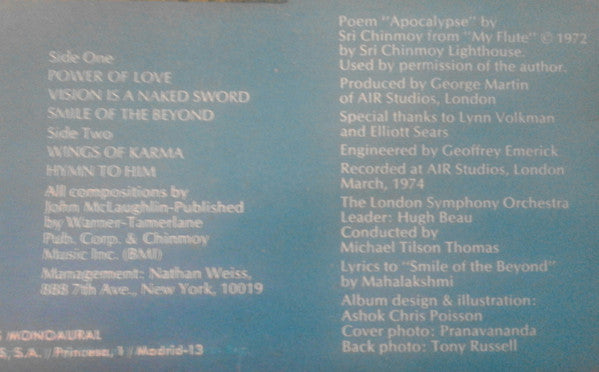 Side One
POWER OF LOVE
VISION IS A NAKED SWORD
SMILE OF THE BEYOND
Side Two
WINGS OF KARMA
HYMN TO HIM
All compositions by
John McLaughlin-Published
by Warner-Tamerlane
Pub. Corp. & Chinmoy
Music Inc. (BMI)
Management: Nathan Weiss,
888 7th Ave., New York, 10019
MONOAURAL
S.A. / Princesa, 1 / Madrid-13
Poem "Apocalypse" by
Sri Chinmoy from "My Flute" © 1972
by Sri Chinmoy Lighthouse.
Used by permission of the author.
Produced by George Martin
of AIR Studios, London
Special thanks to Lynn Volkman
and Elliott Sears
Engineered by Geoffrey Emerick
Recorded at AIR Studios, London
March, 1974
The London Symphony Orchestra
Leader: Hugh Beau
Conducted by
Michael Tilson Thomas
Lyrics to "Smile of the Beyond"
by Mahalakshmi
Album design & illustration:
Ashok Chris Poisson
Cover photo: Pranavananda
Back photo: Tony Russell